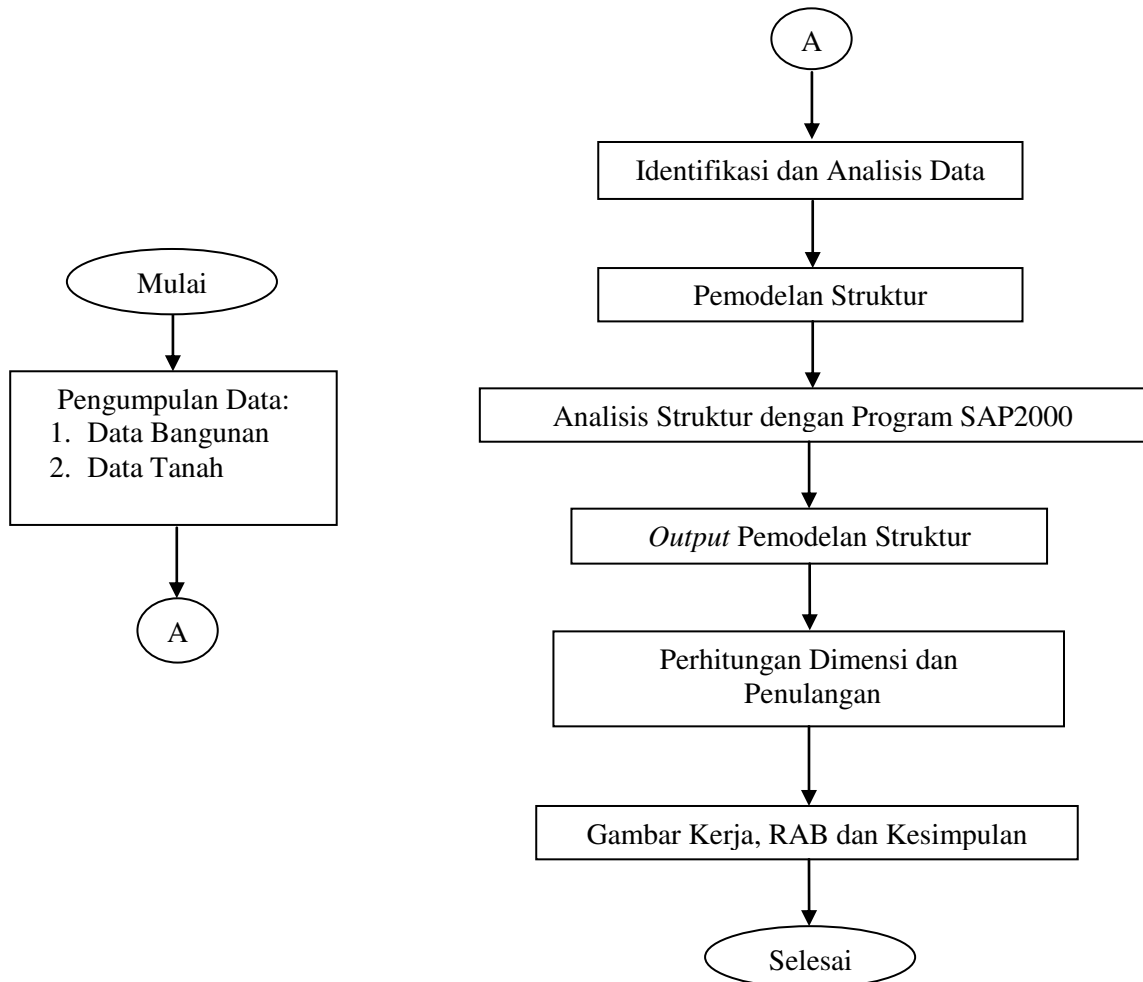 Mulai
Pengumpulan Data:
1. Data Bangunan
2. Data Tanah
A
A
Identifikasi dan Analisis Data
Pemodelan Struktur
Analisis Struktur dengan Program SAP2000
Output Pemodelan Struktur
Perhitungan Dimensi dan
Penulangan
Gambar Kerja, RAB dan Kesimpulan
Selesai